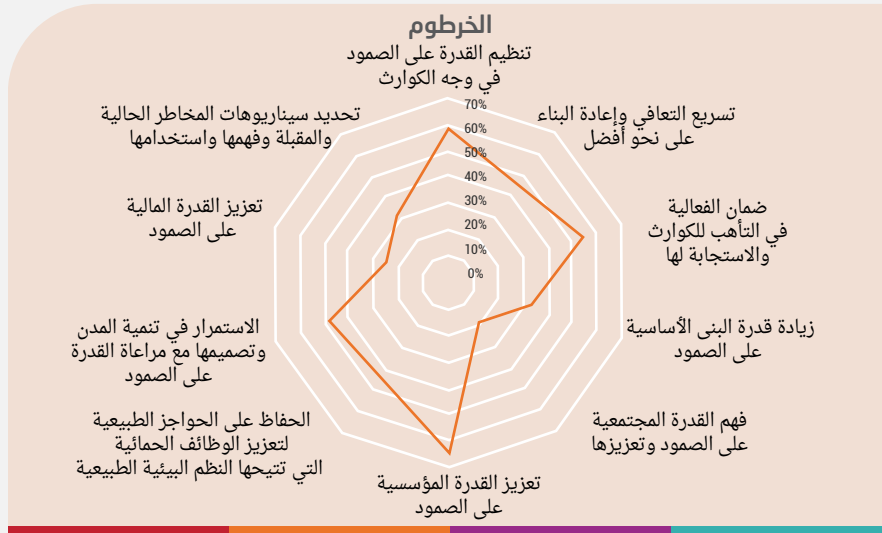 الخرطوم
تنظيم القدرة على الصمود
في وجه الكوارث
تسريع التعافي وإعادة البناء
على نحو أفضل
ضمان الفعالية
في التأهب للكوارث
والاستجابة لها
زيادة قدرة البنى الأساسية
على الصمود
فهم القدرة المجتمعية
على الصمود وتعزيزها
تعزيز القدرة المؤسسية
على الصمود
الحفاظ على الحواجز الطبيعية
لتعزيز الوظائف الحمائية
التي تتيحها النظم البيئية الطبيعية
الاستمرار في تنمية المدن
وتصميمها مع مراعاة القدرة
على الصمود
تعزيز القدرة المالية
على الصمود
تحديد سيناريوهات المخاطر الحالية
والمقبلة وفهمها واستخدامها
70%
60%
50%
40%
30%
20%
10%
0%